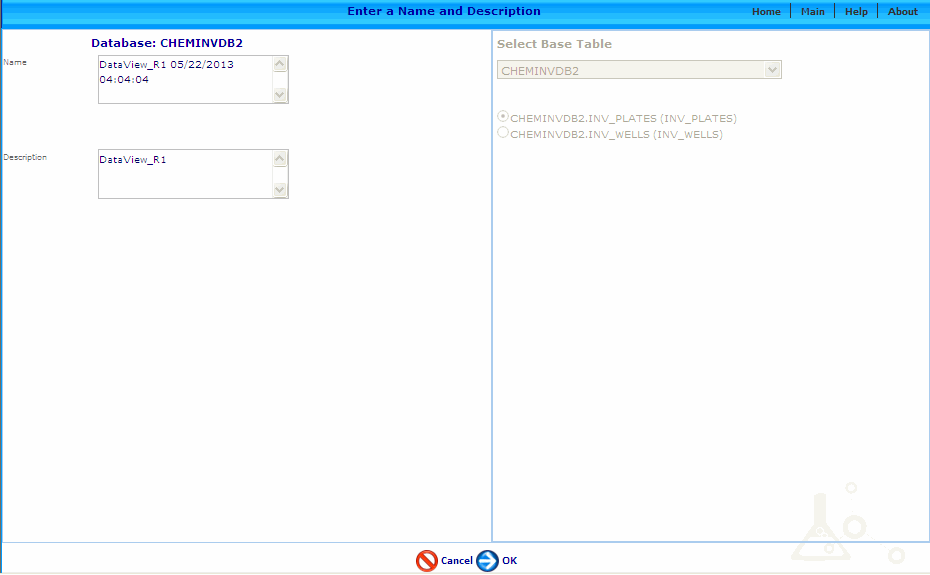 Enter a Name and Description
Home
Main
Help
About
Database: CHEMINVDB2
Name
DataView_R1 05/22/2013
04:04:04
Description
DataView_R1
Select Base Table
CHEMINVDB2
CHEMINVDB2.INV_PLATES (INV_PLATES)
CHEMINVDB2.INV_WELLS (INV_WELLS)
Cancel
OK